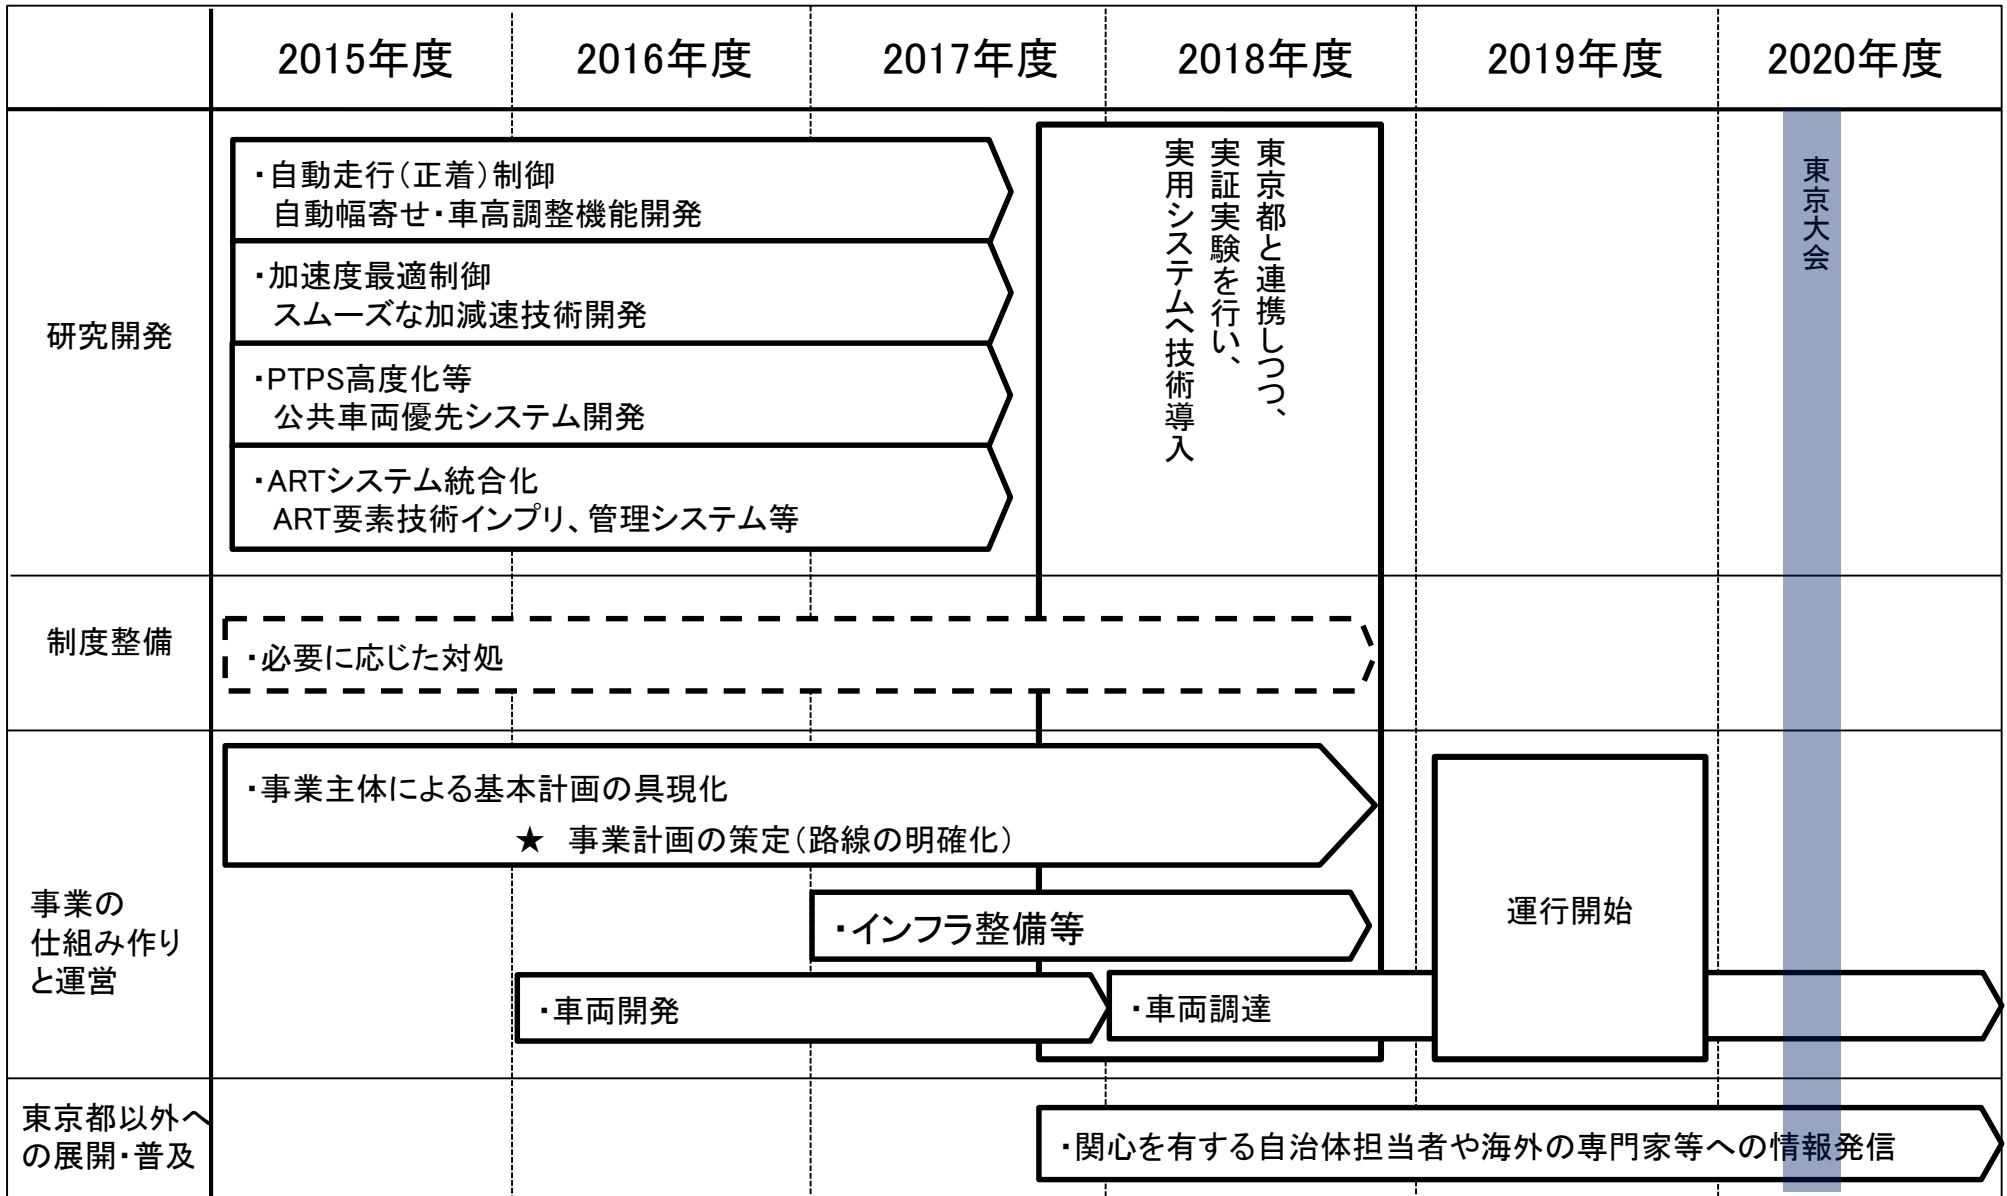 2015年度
2016年度
2017年度
2018年度
2019年度
2020年度
研究開発
・自動走行(正着)制御
自動幅寄せ・車高調整機能開発
・加速度最適制御
スムーズな加減速技術開発
・PTPS高度化等
公共車両優先システム開発
・ARTシステム統合化
ART要素技術インプリ、管理システム等
東京都と連携しつつ、
実証実験を行い、
実用システムへ技術導入
東京大会
制度整備
・必要に応じた対処
事業の
仕組み作り
と運営
・事業主体による基本計画の具現化
★ 事業計画の策定(路線の明確化)
・インフラ整備等
・車両開発
・車両調達
運行開始
東京都以外へ
の展開・普及
・関心を有する自治体担当者や海外の専門家等への情報発信